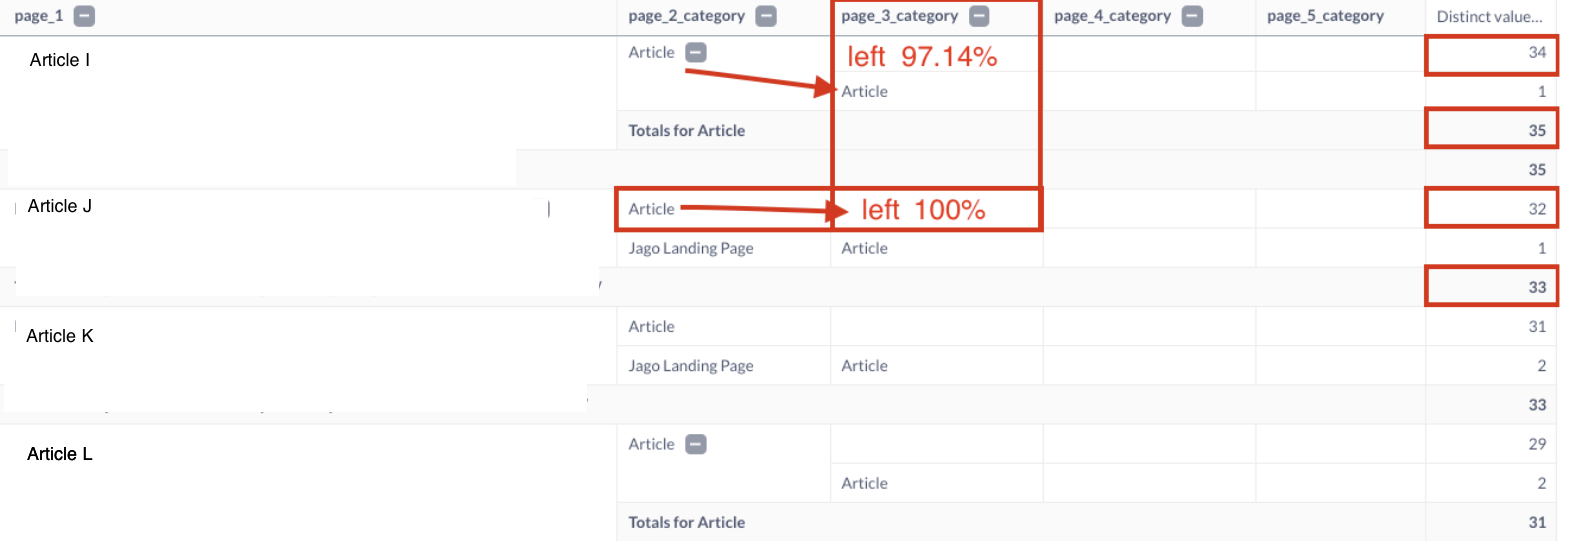 page_1 page_2_category page_3_category page_4_category page_5_category Distinct value...
Article I Article left 97.14% 34
Article 1
Totals for Article 35
35
Article J Article left 100% 32
Jago Landing Page Article 1
33
Article K Article 31
Jago Landing Page Article 2
33
Article L Article 29
Article 2
Totals for Article 31